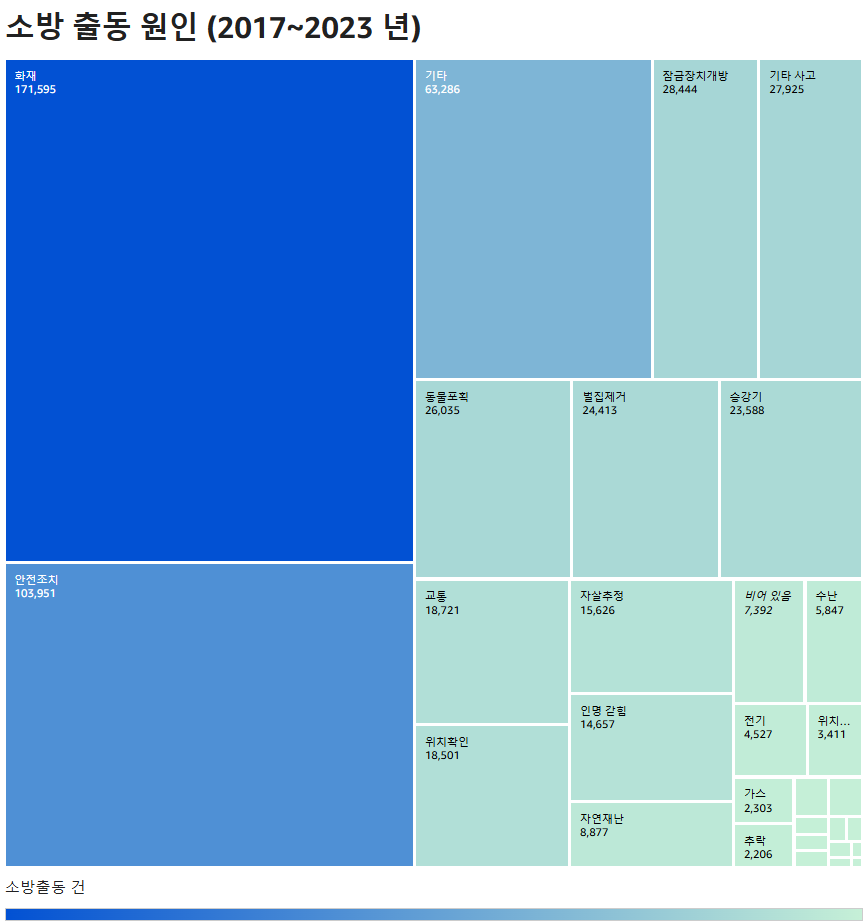 소방 출동 원인 (2017~2023 년)
화재
171,595
기타
63,286
잠금장치개방
28,444
기타 사고
27,925
동물포획
26,035
벌집제거
24,413
승강기
23,588
안전조치
103,951
교통
18,721
자살추정
15,626
비어 있음
7,392
수난
5,847
인명 갇힘
14,657
전기
4,527
위치...
3,411
위치확인
18,501
가스
2,303
자연재난
8,877
추락
2,206
소방출동 건